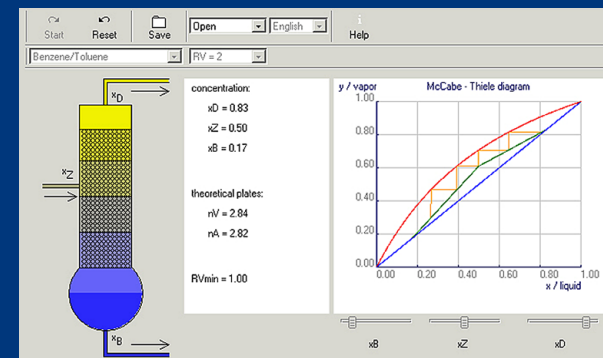 Start Reset Save Open English Help
Benzene/Toluene RV = 2
xD
xZ
xB
concentration:
xD = 0.83
xZ = 0.50
xB = 0.17
theoretical plates:
nV = 2.84
nA = 2.82
RVmin = 1.00
y / vapor McCabe - Thiele diagram
1.00
0.80
0.60
0.40
0.20
0.00
0.00 0.20 0.40 0.60 0.80 1.00
x / liquid
xB xZ xD